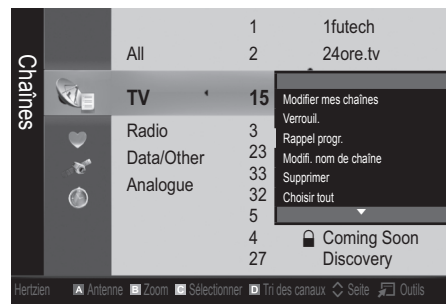 Chaînes
1 1futech
All 2 24ore.tv
TV 15
Radio 3
Data/Other 23
Analogue 33
32
5
4 Coming Soon
27 Discovery
Modifier mes chaînes
Verrouil.
Rappel progr.
Modifi. nom de chaîne
Supprimer
Choisir tout
Hertzien A Antenne B Zoom C Sélectionner D Tri des canaux Seite Outils